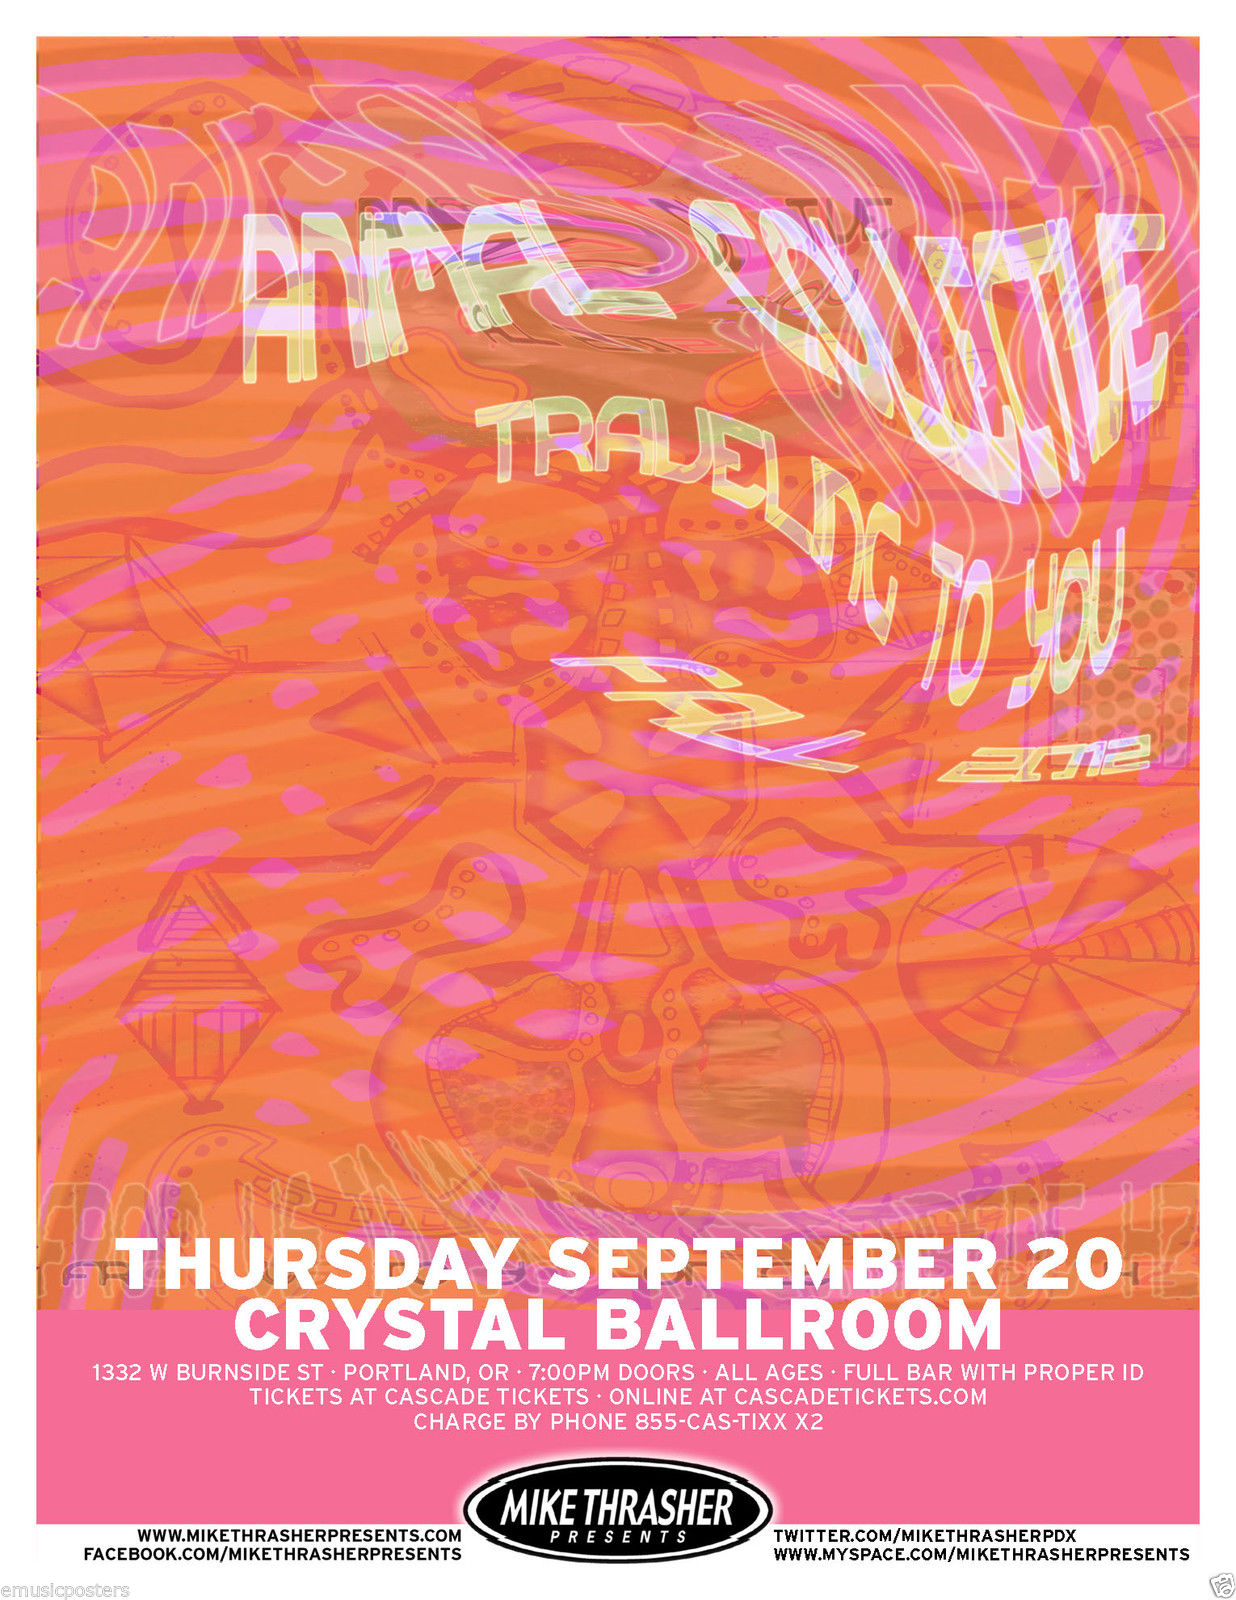 ANIMAL COLLECTIVE
TRAVELING TO YOU
FALL 2012
THURSDAY SEPTEMBER 20
CRYSTAL BALLROOM
1332 W BURNSIDE ST · PORTLAND, OR · 7:00PM DOORS · ALL AGES · FULL BAR WITH PROPER ID
TICKETS AT CASCADE TICKETS · ONLINE AT CASCADETICKETS.COM
CHARGE BY PHONE 855-CAS-TIXX X2
MIKE THRASHER
PRESENTS
WWW.MIKETHRASHERPRESENTS.COM
FACEBOOK.COM/MIKETHRASHERPRESENTS
TWITTER.COM/MIKETHRASHERPDX
WWW.MYSPACE.COM/MIKETHRASHERPRESENTS
emusicposters